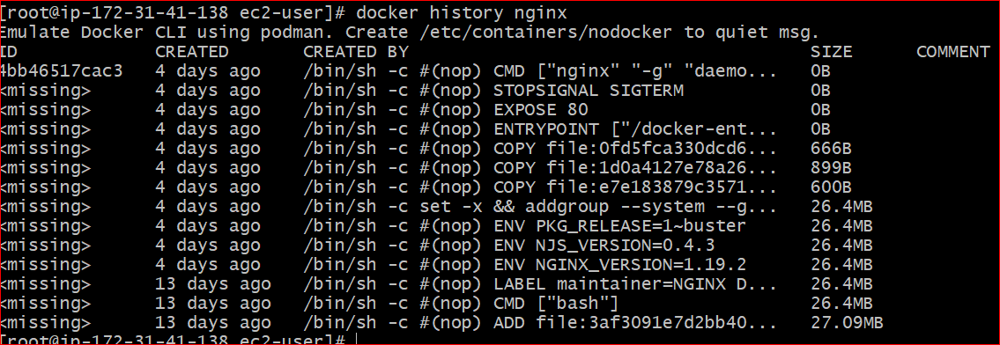 [root@ip-172-31-41-138 ec2-user]# docker history nginx
Emulate Docker CLI using podman. Create /etc/containers/nodocker to quiet msg.
ID CREATED CREATED BY SIZE COMMENT
4bb46517cac3 4 days ago /bin/sh -c #(nop) CMD ["nginx" "-g" "daemo... 0B
<missing> 4 days ago /bin/sh -c #(nop) STOPSIGNAL SIGTERM 0B
<missing> 4 days ago /bin/sh -c #(nop) EXPOSE 80 0B
<missing> 4 days ago /bin/sh -c #(nop) ENTRYPOINT ["/docker-ent... 0B
<missing> 4 days ago /bin/sh -c #(nop) COPY file:0fd5fca330dcd6... 666B
<missing> 4 days ago /bin/sh -c #(nop) COPY file:1d0a4127e78a26... 899B
<missing> 4 days ago /bin/sh -c #(nop) COPY file:e7e183879c3571... 600B
<missing> 4 days ago /bin/sh -c set -x && addgroup --system --g... 26.4MB
<missing> 4 days ago /bin/sh -c #(nop) ENV PKG_RELEASE=1~buster 26.4MB
<missing> 4 days ago /bin/sh -c #(nop) ENV NJS_VERSION=0.4.3 26.4MB
<missing> 4 days ago /bin/sh -c #(nop) ENV NGINX_VERSION=1.19.2 26.4MB
<missing> 13 days ago /bin/sh -c #(nop) LABEL maintainer=NGINX D... 26.4MB
<missing> 13 days ago /bin/sh -c #(nop) CMD ["bash"] 26.4MB
<missing> 13 days ago /bin/sh -c #(nop) ADD file:3af3091e7d2bb40... 27.09MB
[root@ip-172-31-41-138 ec2-user]#